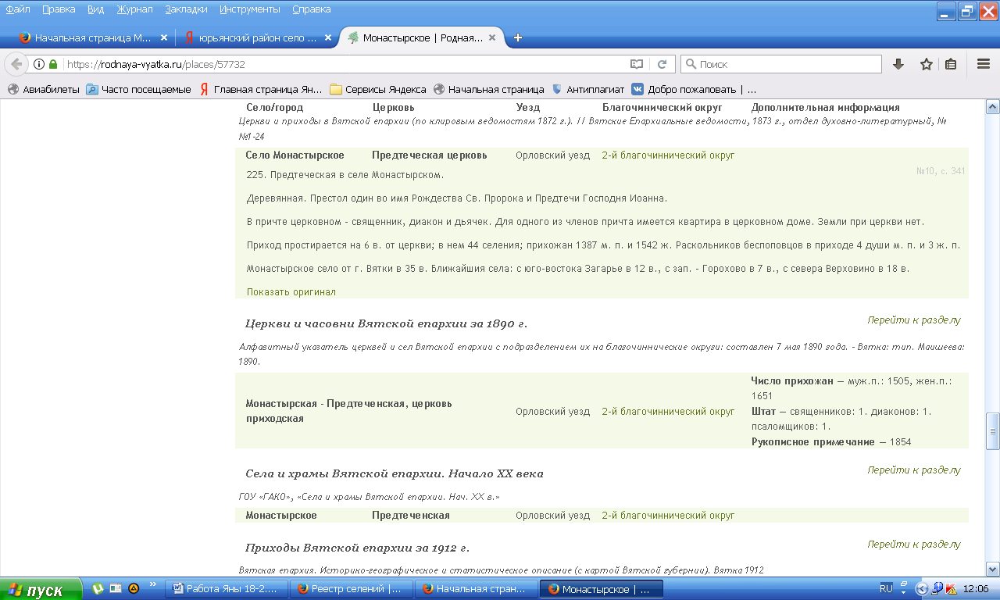 Файл Правка Вид Журнал Закладки Инструменты Справка
Начальная страница M... юрьянский район село ... Монастырское | Родная...
https://rodnaya-vyatka.ru/places/57732 Поиск
Авиабилеты Часто посещаемые Главная страница Ян... Сервисы Яндекса Начальная страница Антиплагиат Добро пожаловать | ...
Село/город Церковь Уезд Благочинический округ Дополнительная информация
Церкви и приходы в Вятской епархии (по клировым ведомостям 1872 г.). // Вятские Епархиальные ведомости, 1873 г., отдел духовно-литературный, №
№1-24
Село Монастырское Предтеческая церковь Орловский уезд 2-й благочиннический округ
№10, с. 341
225. Предтеческая в селе Монастырском.
Деревянная. Престол один во имя Рождества Св. Пророка и Предтечи Господня Иоанна.
В причте церковном - священник, диакон и дьячек. Для одного из членов причта имеется квартира в церковном доме. Земли при церкви нет.
Приход простирается на 6 в. от церкви; в нем 44 селения; прихожан 1387 м. п. и 1542 ж. Раскольников беспоповцов в приходе 4 души м. п. и 3 ж. п.
Монастырское село от г. Вятки в 35 в. Ближайшия села: с юго-востока Загарье в 12 в., с зап. - Горохово в 7 в., с севера Верховино в 18 в.
Показать оригинал
Церкви и часовни Вятской епархии за 1890 г. Перейти к разделу
Алфавитный указатель церквей и сел Вятской епархии с подразделением их на благочиннические округи: составлен 7 мая 1890 года. - Вятка: тип. Маишеева:
1890.
Монастырская - Предтеченская, церковь
приходская
Орловский уезд 2-й благочиннический округ
Число прихожан — муж.п.: 1505, жен.п.:
1651
Штат — священников: 1. диаконов: 1.
псаломщиков: 1.
Рукописное примечание — 1854
Села и храмы Вятской епархии. Начало XX века Перейти к разделу
ГОУ «ГАКО», «Села и храмы Вятской епархии. Нач. XX в.»
Монастырское Предтеченская Орловский уезд 2-й благочиннический округ
Приходы Вятской епархии за 1912 г. Перейти к разделу
Вятская епархия. Историко-географическое и статистическое описание (с картой Вятской губернии). Вятка 1912
пуск Работа Яны 18-2.... Реестр селений |... Начальная стран... Монастырское | ... RU 12:06